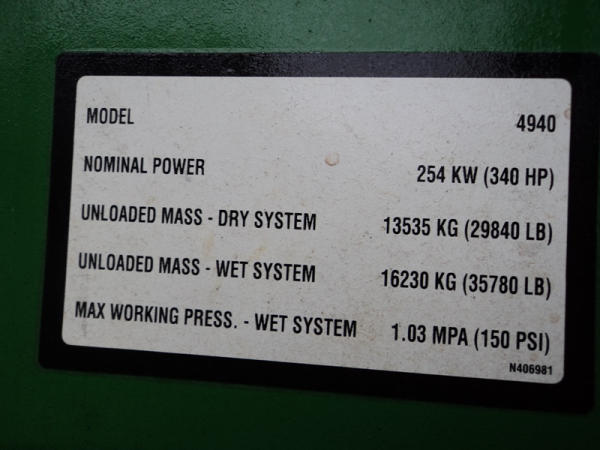 MODEL 4940
NOMINAL POWER 254 KW (340 HP)
UNLOADED MASS - DRY SYSTEM 13535 KG (29840 LB)
UNLOADED MASS - WET SYSTEM 16230 KG (35780 LB)
MAX WORKING PRESS. - WET SYSTEM 1.03 MPA (150 PSI)
N406981